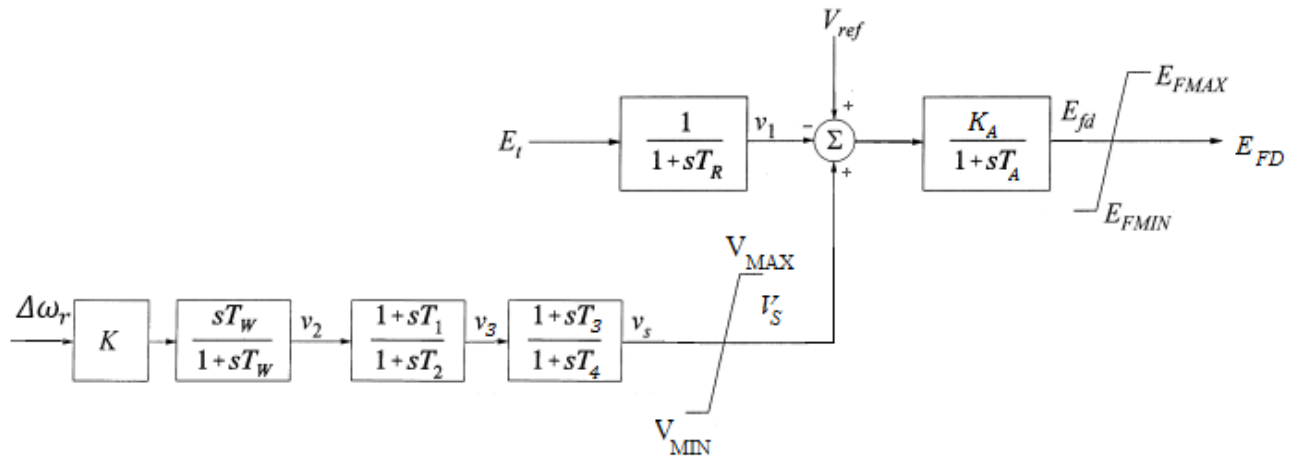 V_ref
+
E_t
1 / (1 + sT_R)
v_1
−
Σ
+
K_A / (1 + sT_A)
E_fd
E_FMAX
E_FD
E_FMIN
Δω_r
K
sT_W / (1 + sT_W)
v_2
(1 + sT_1) / (1 + sT_2)
v_3
(1 + sT_3) / (1 + sT_4)
v_s
V_MAX
V_S
V_MIN